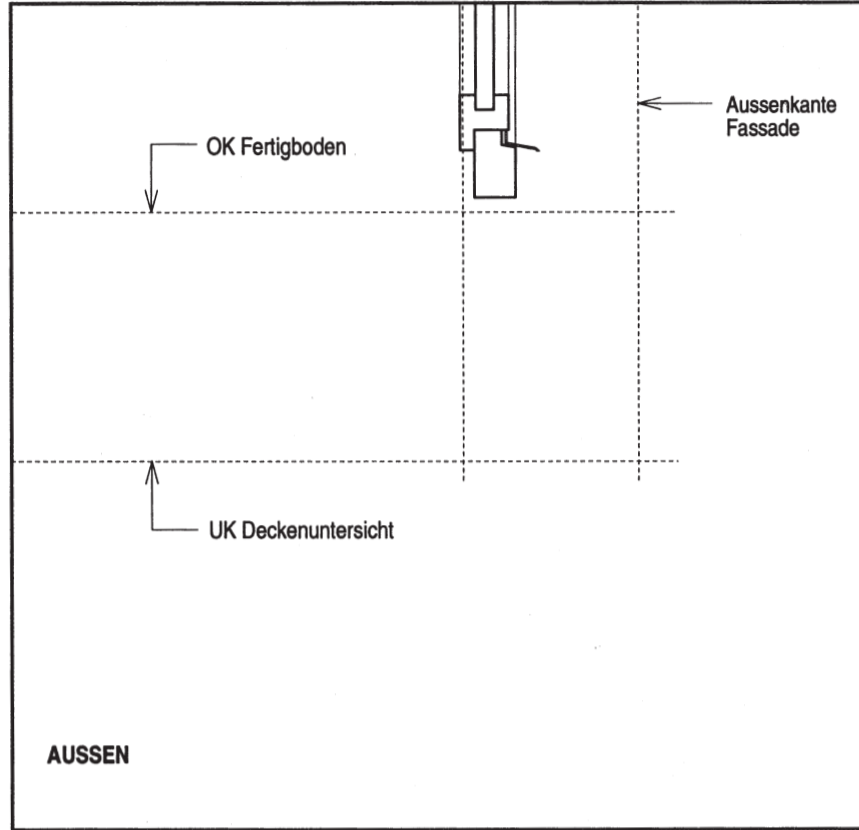 Aussenkante
Fassade
OK Fertigboden
UK Deckenuntersicht
AUSSEN